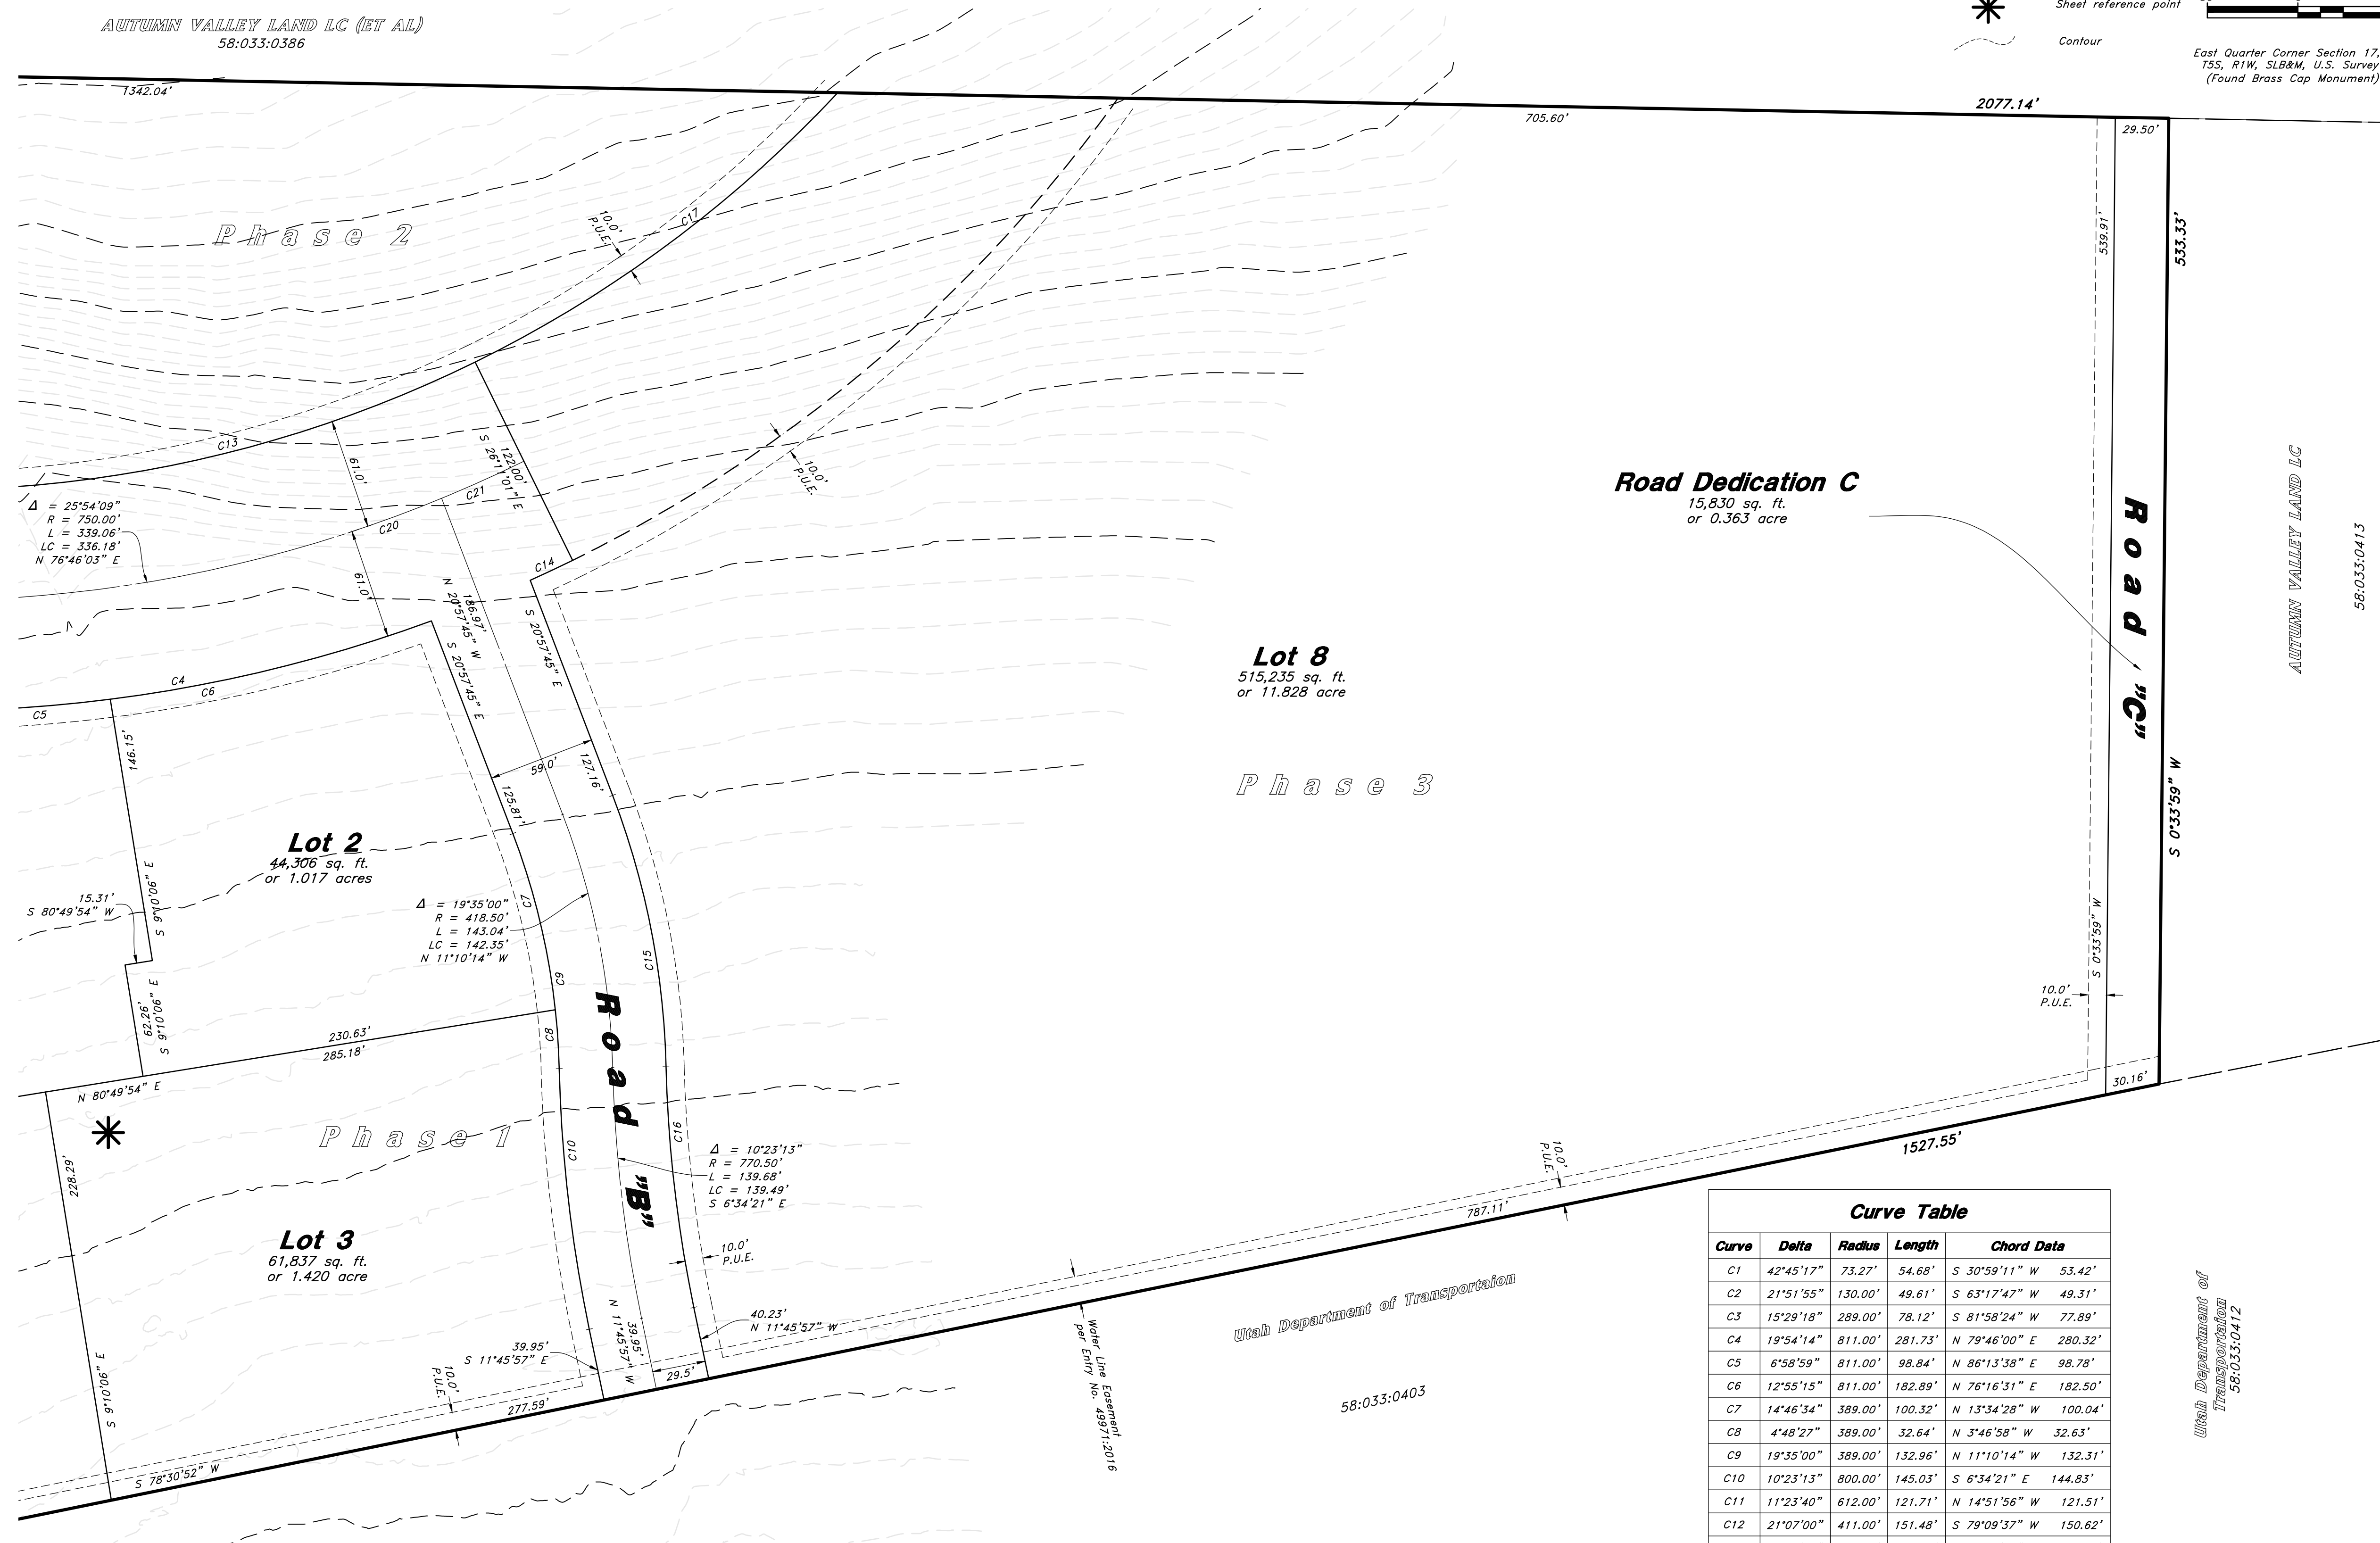 AUTUMN VALLEY LAND LC (ET AL)
58:033:0386
Sheet reference point
Contour
East Quarter Corner Section 17,
T5S, R1W, SLB&M, U.S. Survey
(Found Brass Cap Monument)
1342.04'
2077.14'
705.60'
29.50'
539.91'
533.33'
Phase 2
10.0'
P.U.E.
C17
C13
61.0'
122.00'
S 26°11'01" E
C21
C20
Δ = 25°54'09"
R = 750.00'
L = 339.06'
LC = 336.18'
N 76°46'03" E
10.0'
P.U.E.
61.0'
C14
186.97'
N 20°57'45" W
S 20°57'45" E
S 20°57'45" E
Road Dedication C
15,830 sq. ft.
or 0.363 acre
Road "C"
AUTUMN VALLEY LAND LC
58:033:0413
Lot 8
515,235 sq. ft.
or 11.828 acre
Phase 3
C4
C6
C5
146.15'
59.0'
127.16'
125.81'
S 0°33'59" W
Lot 2
44,306 sq. ft.
or 1.017 acres
15.31'
S 80°49'54" W
S 9°10'06" E
C7
Δ = 19°35'00"
R = 418.50'
L = 143.04'
LC = 142.35'
N 11°10'14" W
C9
C15
S 0°33'59" W
10.0'
P.U.E.
62.26'
S 9°10'06" E
230.63'
285.18'
C8
N 80°49'54" E
30.16'
Road "B"
Phase 1
C10
C16
Δ = 10°23'13"
R = 770.50'
L = 139.68'
LC = 139.49'
S 6°34'21" E
10.0'
P.U.E.
1527.55'
228.29'
787.11'
Lot 3
61,837 sq. ft.
or 1.420 acre
10.0'
P.U.E.
40.23'
N 11°45'57" W
39.95'
S 11°45'57" E
39.95'
N 11°45'57" W
29.5'
10.0'
P.U.E.
277.59'
S 9°10'06" E
S 78°30'52" W
Water Line Easement
per Entry No. 49971:2016
Utah Department of Transportaion
58:033:0403
Utah Department of
Transportaion
58:033:0412
Curve Table
Curve Delta Radius Length Chord Data
C1 42°45'17" 73.27' 54.68' S 30°59'11" W 53.42'
C2 21°51'55" 130.00' 49.61' S 63°17'47" W 49.31'
C3 15°29'18" 289.00' 78.12' S 81°58'24" W 77.89'
C4 19°54'14" 811.00' 281.73' N 79°46'00" E 280.32'
C5 6°58'59" 811.00' 98.84' N 86°13'38" E 98.78'
C6 12°55'15" 811.00' 182.89' N 76°16'31" E 182.50'
C7 14°46'34" 389.00' 100.32' N 13°34'28" W 100.04'
C8 4°48'27" 389.00' 32.64' N 3°46'58" W 32.63'
C9 19°35'00" 389.00' 132.96' N 11°10'14" W 132.31'
C10 10°23'13" 800.00' 145.03' S 6°34'21" E 144.83'
C11 11°23'40" 612.00' 121.71' N 14°51'56" W 121.51'
C12 21°07'00" 411.00' 151.48' S 79°09'37" W 150.62'